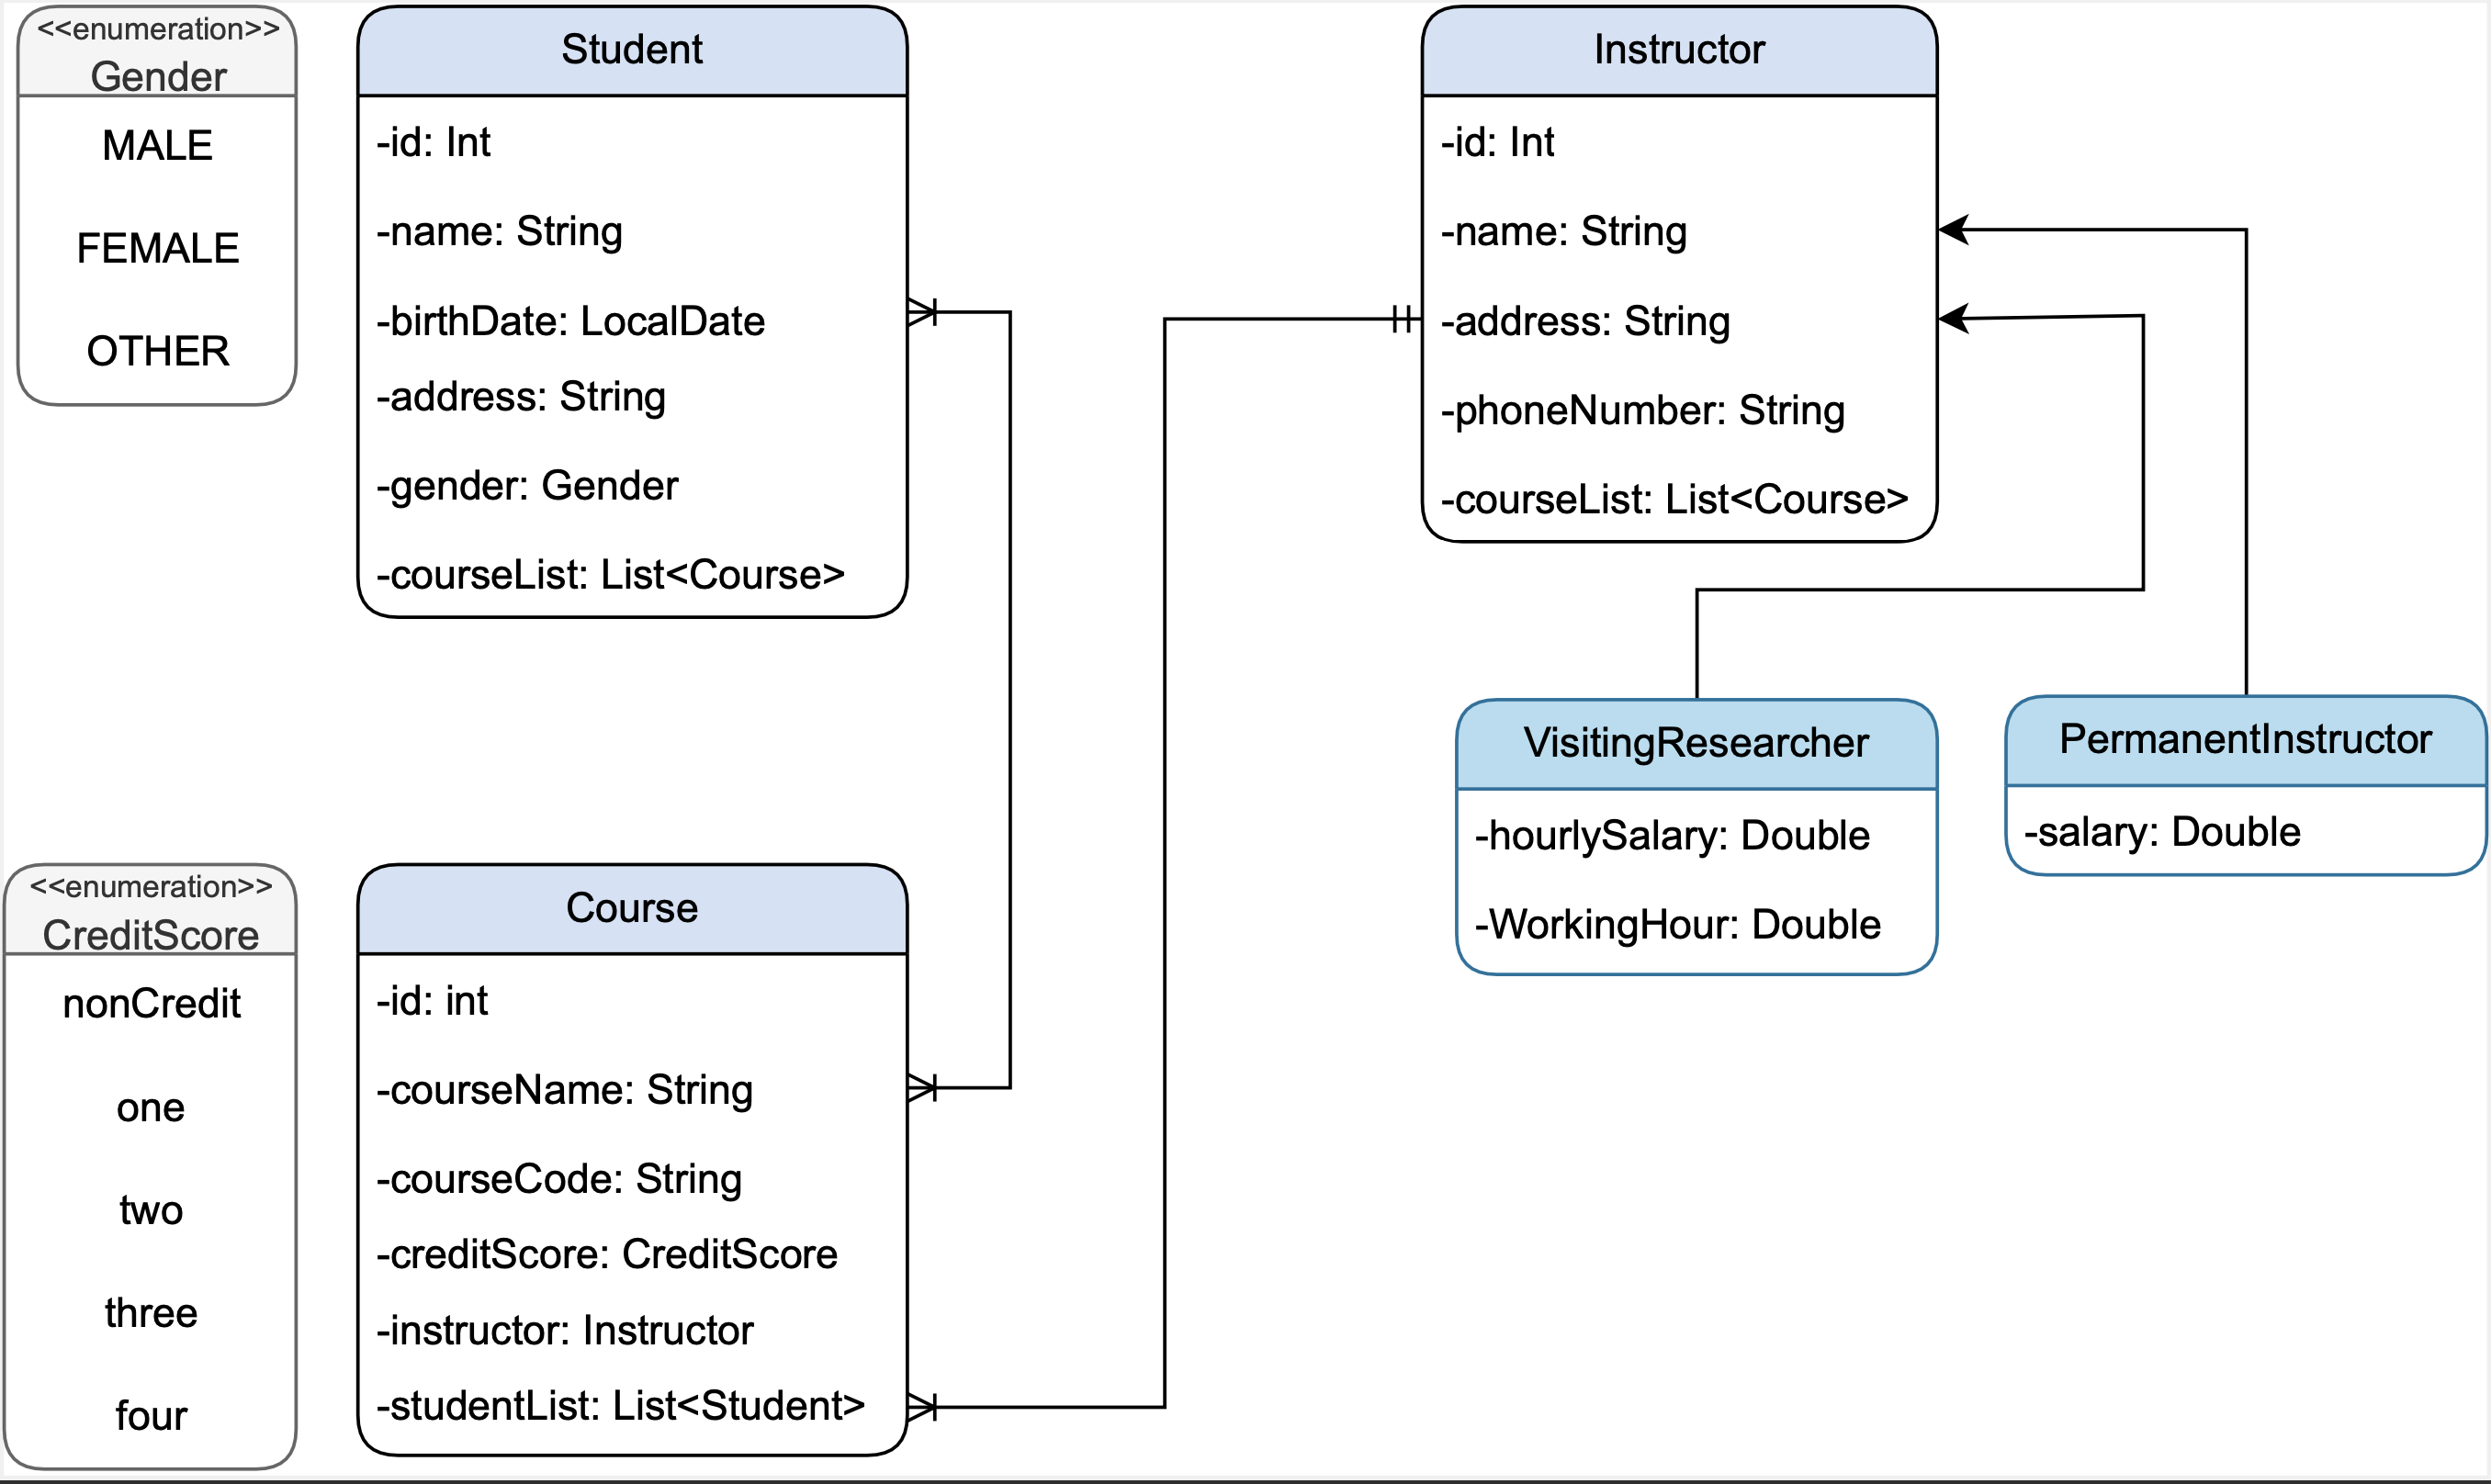 <<enumeration>>
Gender
MALE
FEMALE
OTHER
Student
-id: Int
-name: String
-birthDate: LocalDate
-address: String
-gender: Gender
-courseList: List<Course>
Instructor
-id: Int
-name: String
-address: String
-phoneNumber: String
-courseList: List<Course>
VisitingResearcher
-hourlySalary: Double
-WorkingHour: Double
PermanentInstructor
-salary: Double
<<enumeration>>
CreditScore
nonCredit
one
two
three
four
Course
-id: int
-courseName: String
-courseCode: String
-creditScore: CreditScore
-instructor: Instructor
-studentList: List<Student>